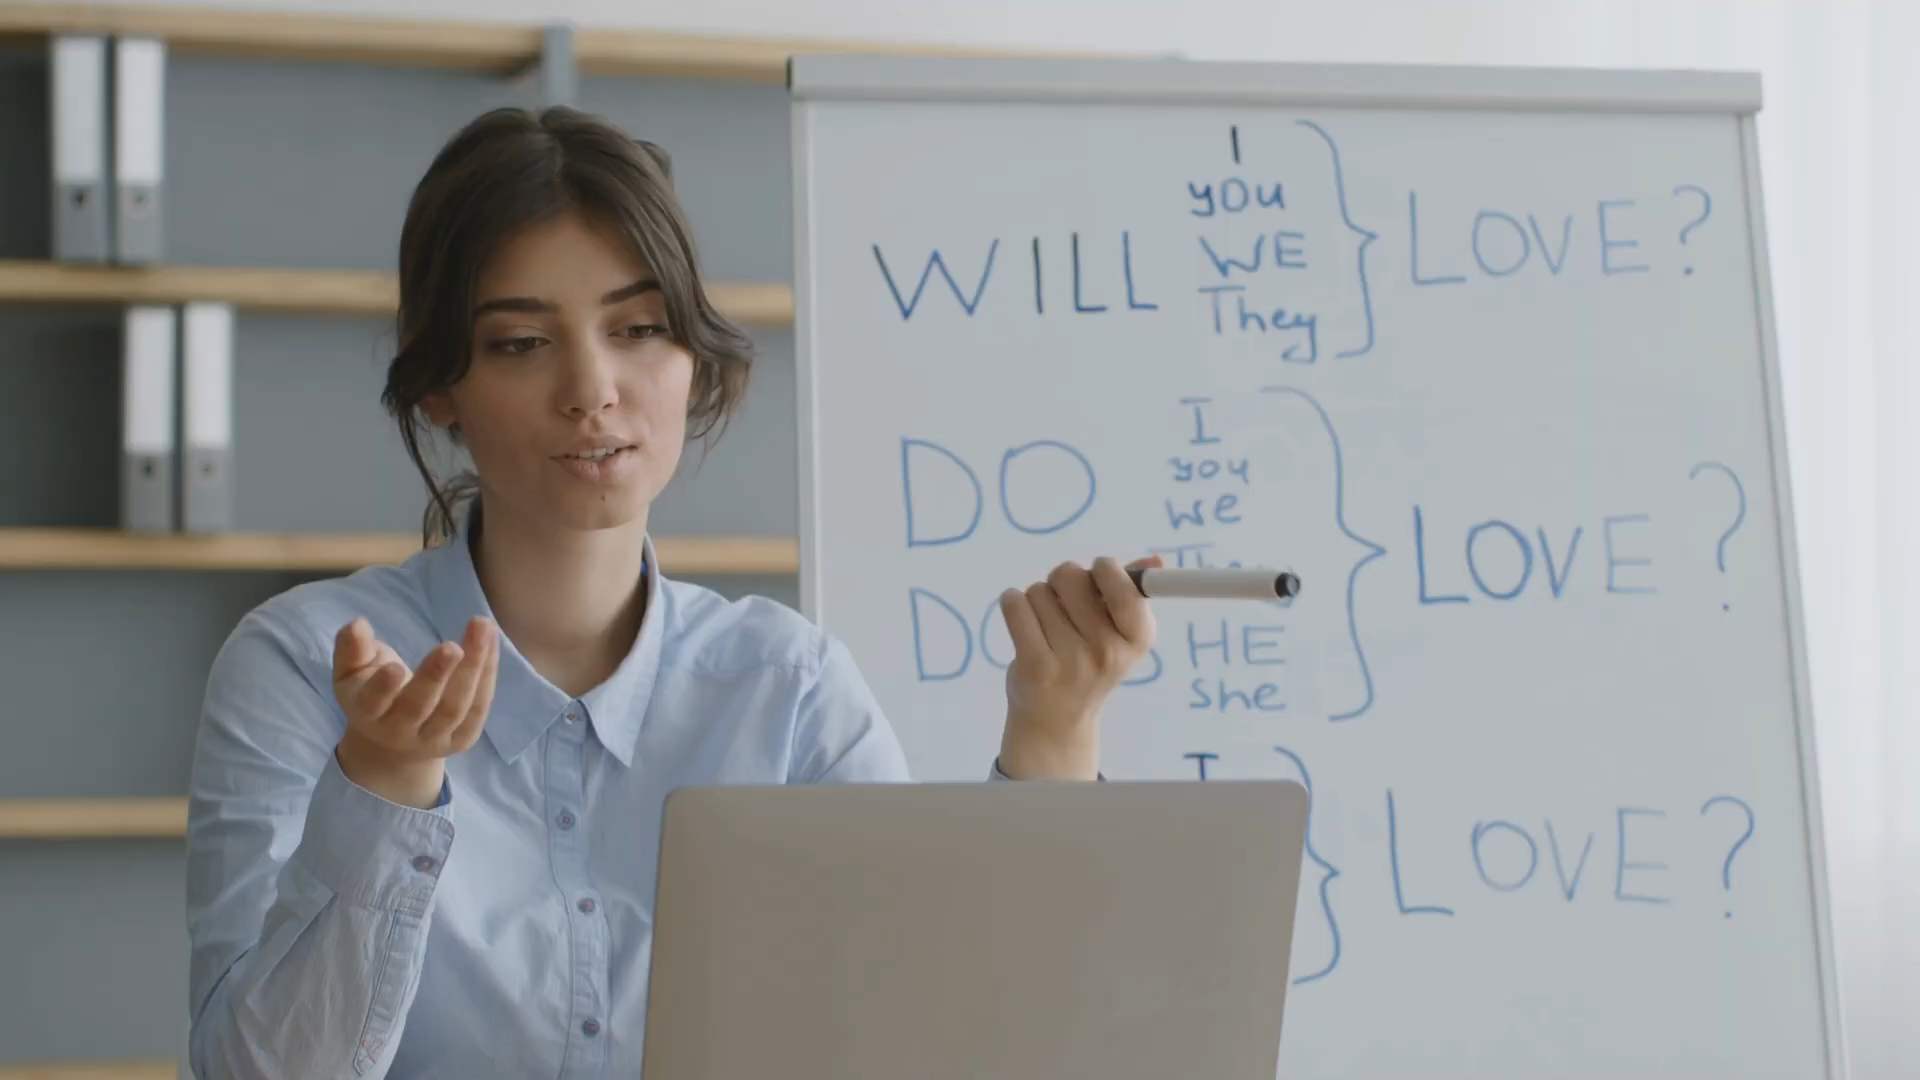 I
you
WILL WE LOVE?
They
I
you
DO we LOVE?
HE
she
I
LOVE?